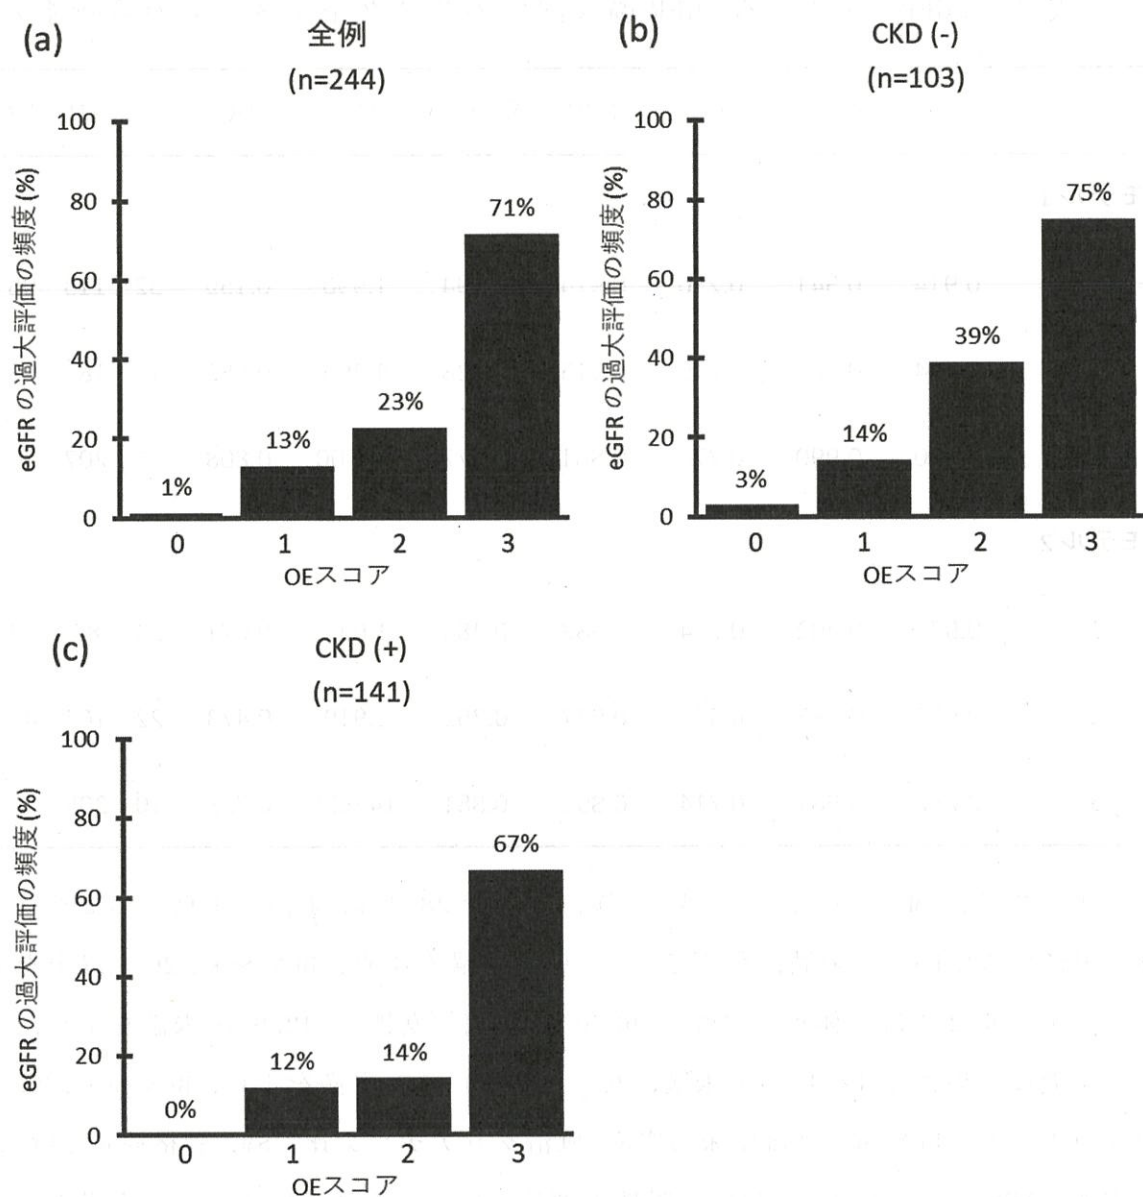 (a)
全例
(n=244)
eGFR の過大評価の頻度 (%)
100
80
60
40
20
0
1%
13%
23%
71%
0 1 2 3
OEスコア
(b)
CKD (-)
(n=103)
eGFR の過大評価の頻度 (%)
100
80
60
40
20
0
3%
14%
39%
75%
0 1 2 3
OEスコア
(c)
CKD (+)
(n=141)
eGFR の過大評価の頻度 (%)
100
80
60
40
20
0
0%
12%
14%
67%
0 1 2 3
OEスコア